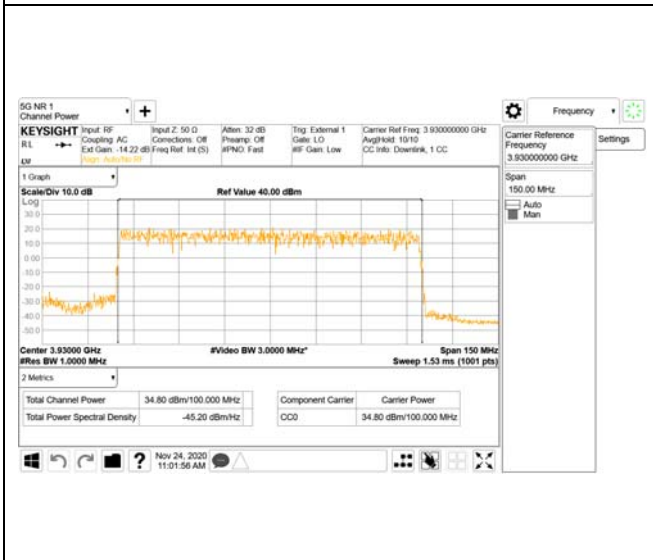 5G NR 1
Channel Power
Frequency
KEYSIGHT
RL
Input: RF
Coupling: AC
Ext Gain: -14.22 dB
Align: Auto/No RF
Input Z: 50 Ω
Corrections: Off
Freq Ref: Int (S)
Atten: 32 dB
Preamp: Off
#PNO: Fast
Trig: External 1
Gate: LO
#IF Gain: Low
Carrier Ref Freq: 3.930000000 GHz
Avg|Hold: 10/10
CC Info: Downlink, 1 CC
Carrier Reference
Frequency
3.930000000 GHz
Settings
Span
150.00 MHz
Auto
Man
1 Graph
Scale/Div 10.0 dB
Ref Value 40.00 dBm
Log
30.0
20.0
10.0
0.00
-10.0
-20.0
-30.0
-40.0
-50.0
Center 3.93000 GHz
#Video BW 3.0000 MHz*
Span 150 MHz
#Res BW 1.0000 MHz
Sweep 1.53 ms (1001 pts)
2 Metrics
Total Channel Power 34.80 dBm/100.000 MHz
Total Power Spectral Density -45.20 dBm/Hz
Component Carrier Carrier Power
CC0 34.80 dBm/100.000 MHz
?
Nov 24, 2020
11:01:56 AM